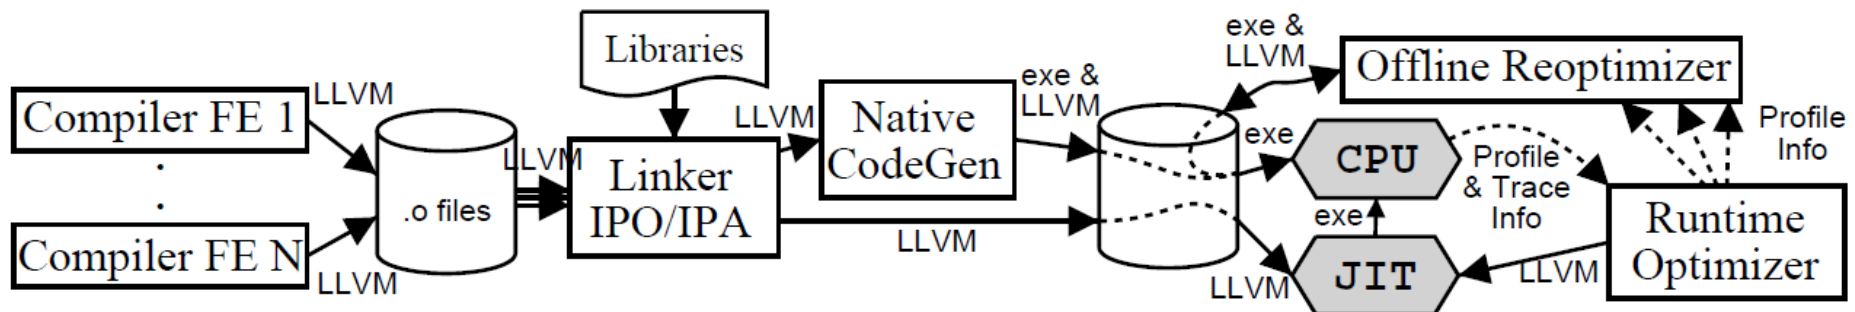 Compiler FE 1
.
.
Compiler FE N
LLVM
LLVM
.o files
LLVM
Libraries
Linker
IPO/IPA
LLVM
LLVM
Native
CodeGen
exe &
LLVM
exe &
LLVM
exe
LLVM
CPU
exe
JIT
Offline Reoptimizer
Profile
& Trace
Info
Profile
Info
LLVM
Runtime
Optimizer